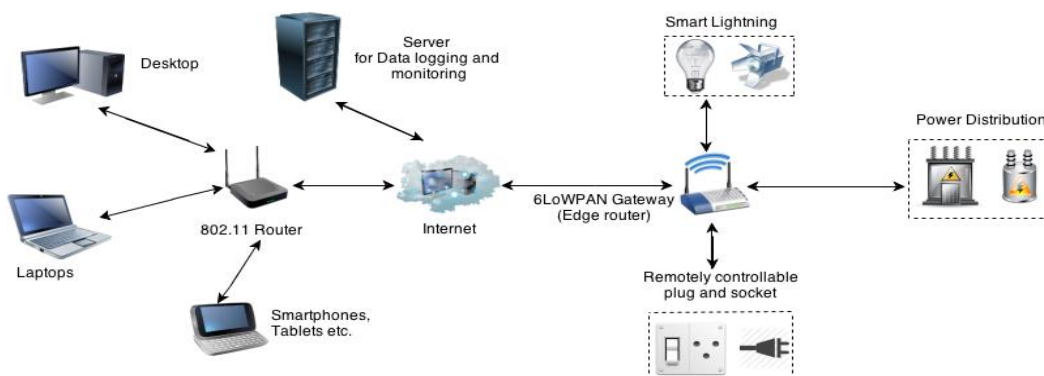 Smart Lightning
Desktop
Server
for Data logging and
monitoring
Power Distribution
6LoWPAN Gateway
(Edge router)
802.11 Router
Internet
Laptops
Remotely controllable
plug and socket
Smartphones,
Tablets etc.